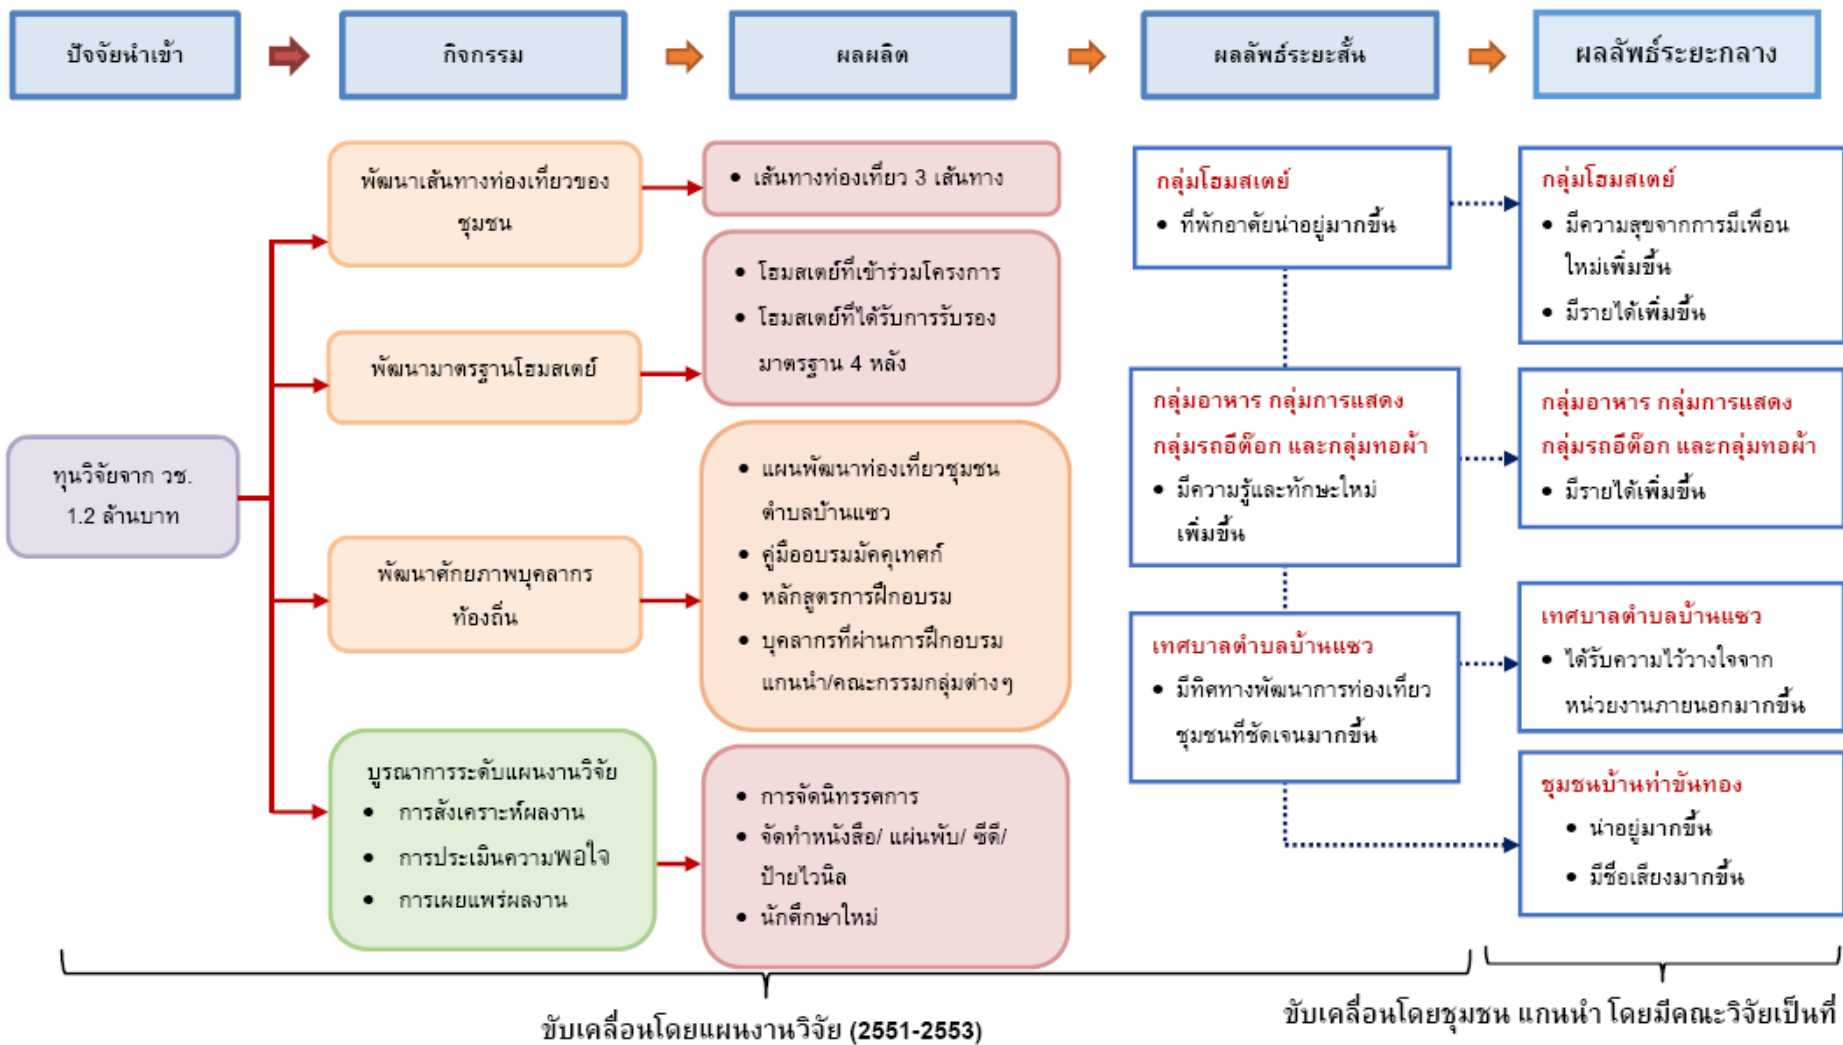 ปัจจัยนำเข้า
กิจกรรม
ผลผลิต
ผลลัพธ์ระยะสั้น
ผลลัพธ์ระยะกลาง
ทุนวิจัยจาก วช.
1.2 ล้านบาท
พัฒนาเส้นทางท่องเที่ยวของ
ชุมชน
พัฒนามาตรฐานโฮมสเตย์
พัฒนาศักยภาพบุคลากร
ท้องถิ่น
บูรณาการระดับแผนงานวิจัย
• การสังเคราะห์ผลงาน
• การประเมินความพอใจ
• การเผยแพร่ผลงาน
• เส้นทางท่องเที่ยว 3 เส้นทาง
• โฮมสเตย์ที่เข้าร่วมโครงการ
• โฮมสเตย์ที่ได้รับการรับรอง
มาตรฐาน 4 หลัง
• แผนพัฒนาท่องเที่ยวชุมชน
ตำบลบ้านแซว
• คู่มืออบรมมัคคุเทศก์
• หลักสูตรการฝึกอบรม
• บุคลากรที่ผ่านการฝึกอบรม
แกนนำ/คณะกรรมกลุ่มต่างๆ
• การจัดนิทรรศการ
• จัดทำหนังสือ/ แผ่นพับ/ ซีดี/
ป้ายไวนิล
• นักศึกษาใหม่
กลุ่มโฮมสเตย์
• ที่พักอาศัยน่าอยู่มากขึ้น
กลุ่มอาหาร กลุ่มการแสดง
กลุ่มรถอีต๊อก และกลุ่มทอผ้า
• มีความรู้และทักษะใหม่
เพิ่มขึ้น
เทศบาลตำบลบ้านแซว
• มีทิศทางพัฒนาการท่องเที่ยว
ชุมชนที่ชัดเจนมากขึ้น
กลุ่มโฮมสเตย์
• มีความสุขจากการมีเพื่อน
ใหม่เพิ่มขึ้น
• มีรายได้เพิ่มขึ้น
กลุ่มอาหาร กลุ่มการแสดง
กลุ่มรถอีต๊อก และกลุ่มทอผ้า
• มีรายได้เพิ่มขึ้น
เทศบาลตำบลบ้านแซว
• ได้รับความไว้วางใจจาก
หน่วยงานภายนอกมากขึ้น
ชุมชนบ้านท่าขันทอง
• น่าอยู่มากขึ้น
• มีชื่อเสียงมากขึ้น
ขับเคลื่อนโดยแผนงานวิจัย (2551-2553)
ขับเคลื่อนโดยชุมชน แกนนำ โดยมีคณะวิจัยเป็นที่